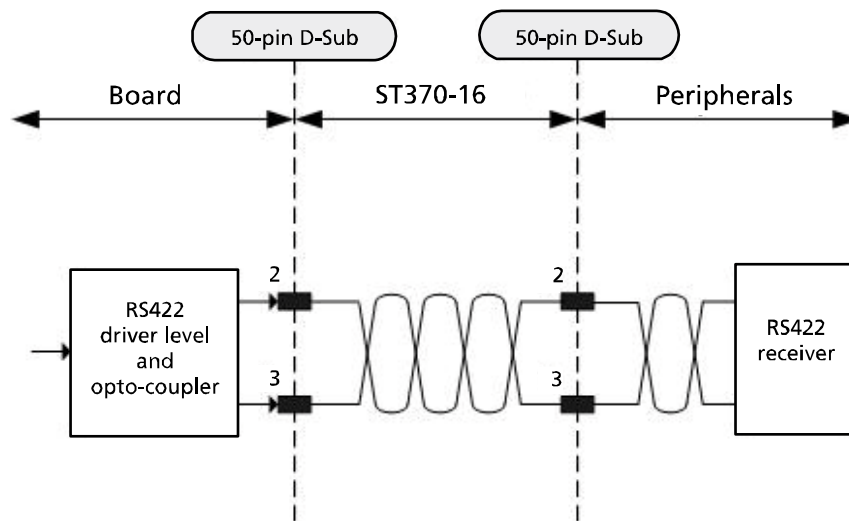 50-pin D-Sub
50-pin D-Sub
Board
ST370-16
Peripherals
2
2
RS422
driver level
and
opto-coupler
RS422
receiver
3
3